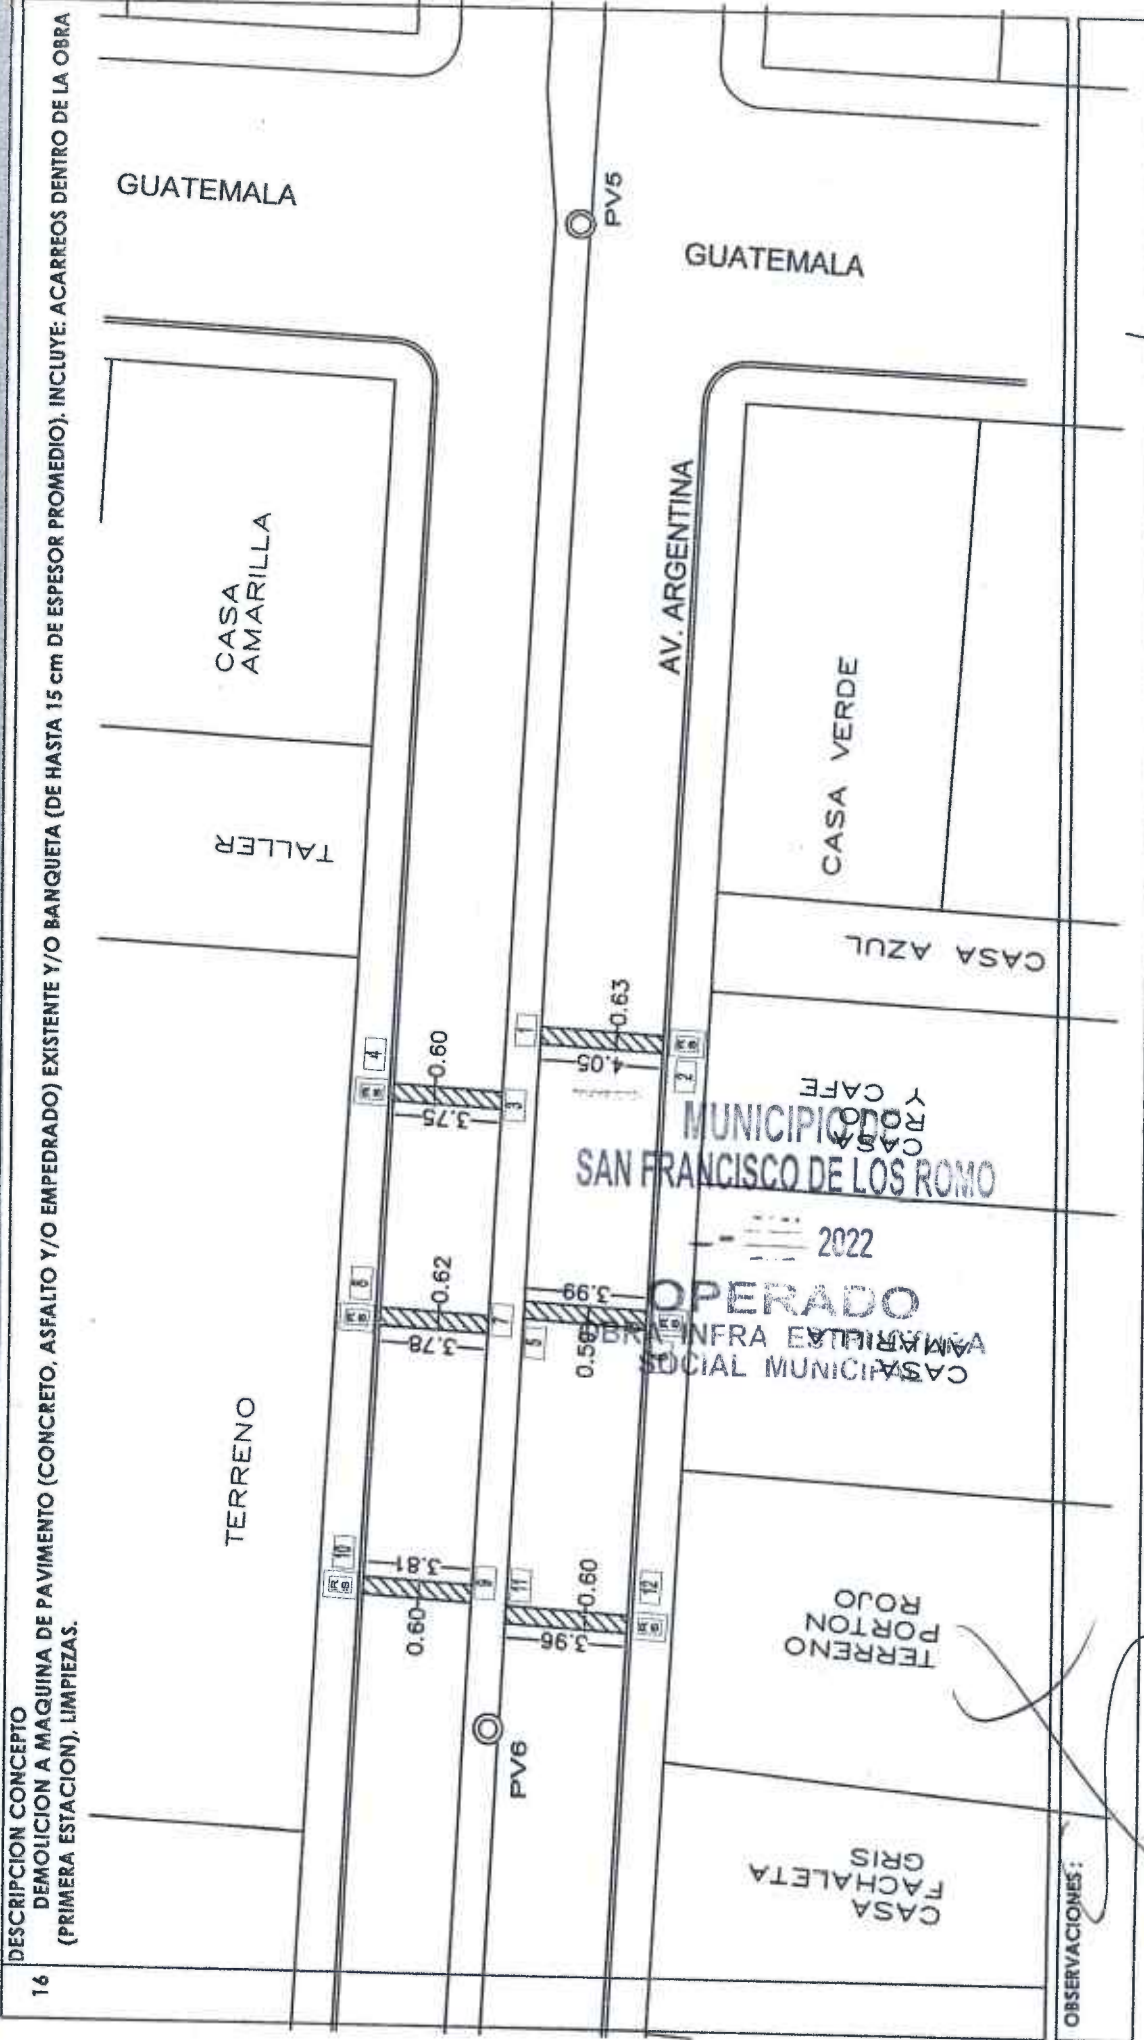 DESCRIPCION CONCEPTO
16 DEMOLICION A MAQUINA DE PAVIMENTO (CONCRETO, ASFALTO Y/O EMPEDRADO) EXISTENTE Y/O BANQUETA (DE HASTA 15 cm DE ESPESOR PROMEDIO). INCLUYE: ACARREOS DENTRO DE LA OBRA
(PRIMERA ESTACION), LIMPIEZAS.
TERRENO
TALLER
CASA
AMARILLA
GUATEMALA
10
8
4
3.81
0.60
3.78
0.62
3.75
0.60
9
7
3
1
11
5
PV6
PV5
3.96
0.60
3.99
0.59
4.05
0.63
12
2
AV. ARGENTINA
GUATEMALA
CASA
FACHALETA
GRIS
TERRENO
PORTON
ROJO
CASA
AMARILLA
CASA
ROJO
Y CAFE
CASA AZUL
CASA VERDE
MUNICIPIO DE
SAN FRANCISCO DE LOS ROMO
2022
OPERADO
OBRA INFRA
SOCIAL MUNICIPAL
OBSERVACIONES: